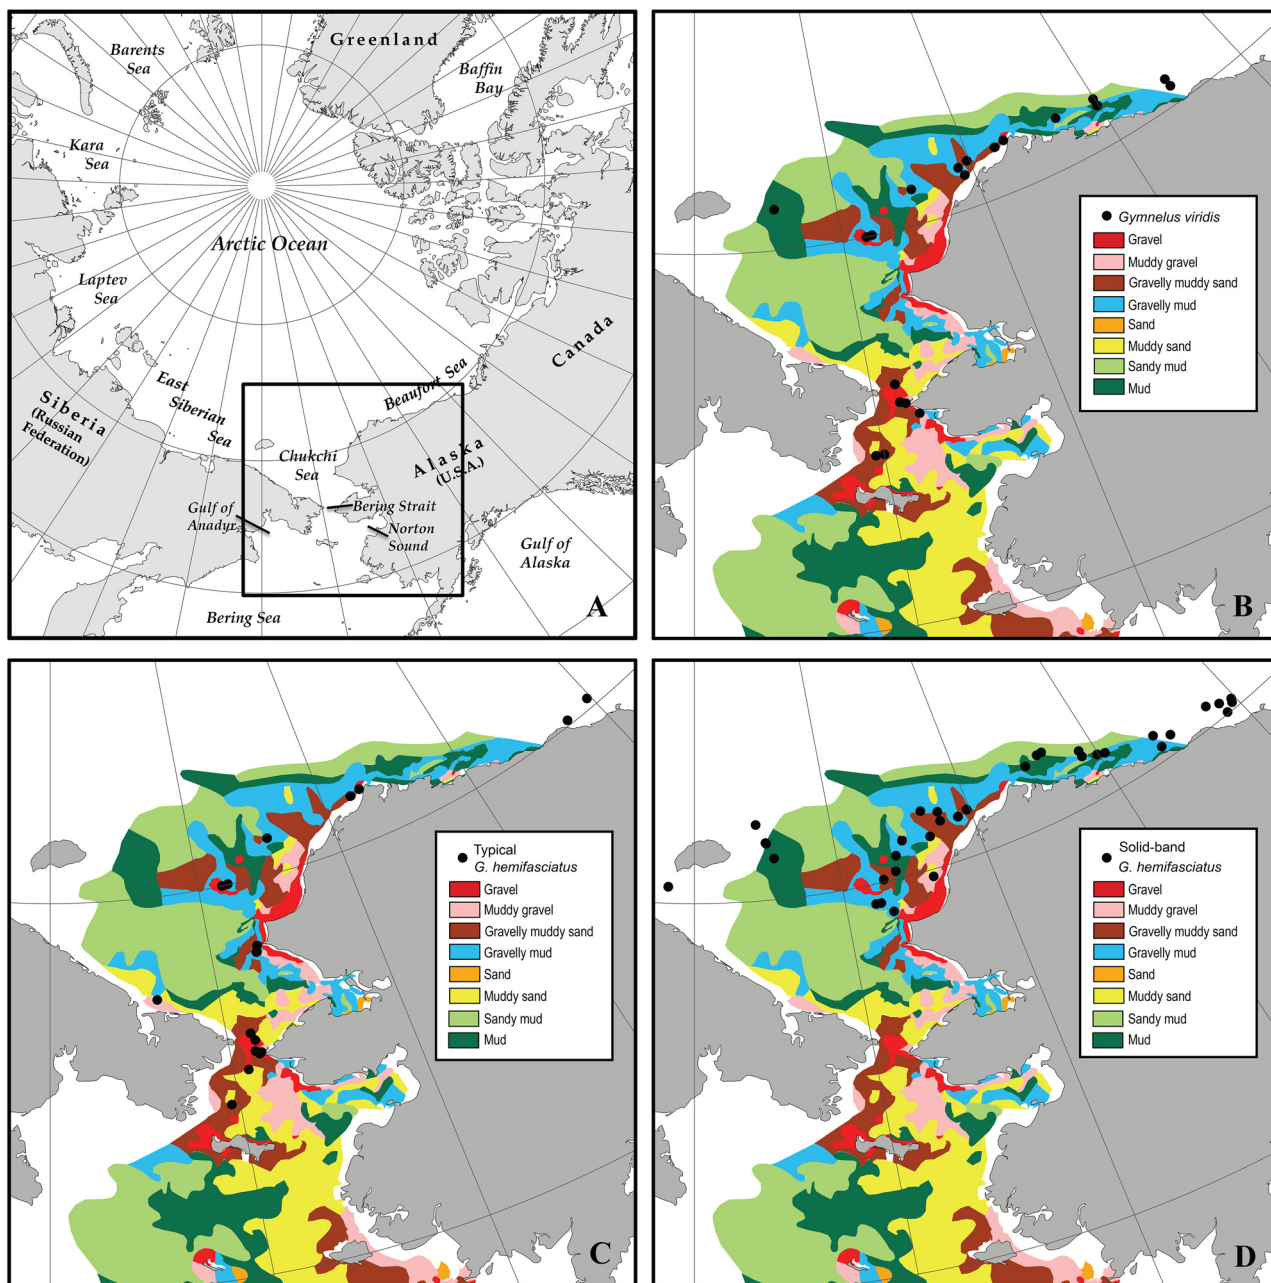 Barents
Sea
Greenland
Baffin
Bay
Kara
Sea
Arctic Ocean
Laptev
Sea
Canada
East
Siberian
Sea
Beaufort Sea
Siberia
(Russian
Federation)
Chukchi
Sea
Alaska
(U.S.A.)
Gulf of
Anadyr
Bering Strait
Norton
Sound
Gulf of
Alaska
Bering Sea
A
Gymnelus viridis
Gravel
Muddy gravel
Gravelly muddy sand
Gravelly mud
Sand
Muddy sand
Sandy mud
Mud
B
Typical
G. hemifasciatus
Gravel
Muddy gravel
Gravelly muddy sand
Gravelly mud
Sand
Muddy sand
Sandy mud
Mud
C
Solid-band
G. hemifasciatus
Gravel
Muddy gravel
Gravelly muddy sand
Gravelly mud
Sand
Muddy sand
Sandy mud
Mud
D